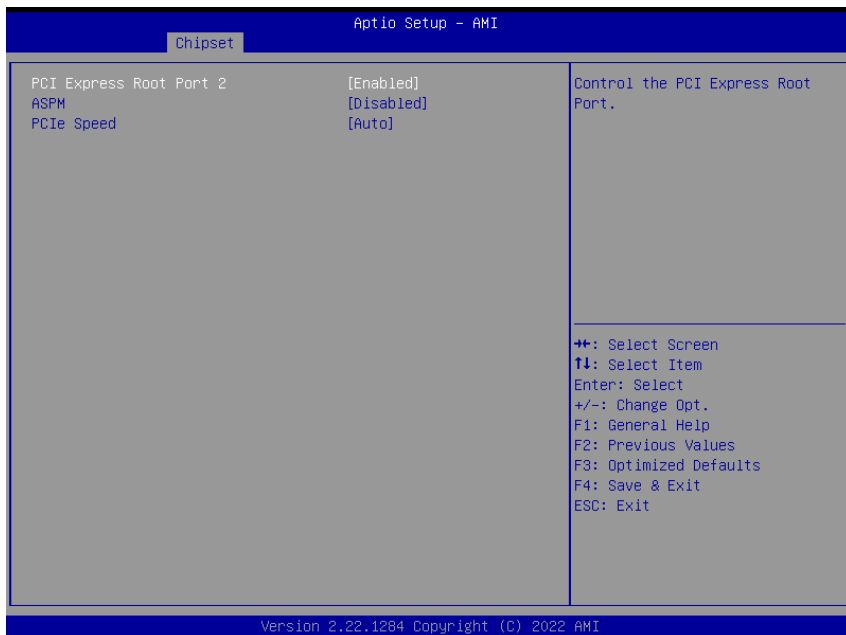 Aptio Setup - AMI
Chipset
PCI Express Root Port 2 [Enabled]
ASPM [Disabled]
PCIe Speed [Auto]
Control the PCI Express Root
Port.
→←: Select Screen
↑↓: Select Item
Enter: Select
+/-: Change Opt.
F1: General Help
F2: Previous Values
F3: Optimized Defaults
F4: Save & Exit
ESC: Exit
Version 2.22.1284 Copyright (C) 2022 AMI